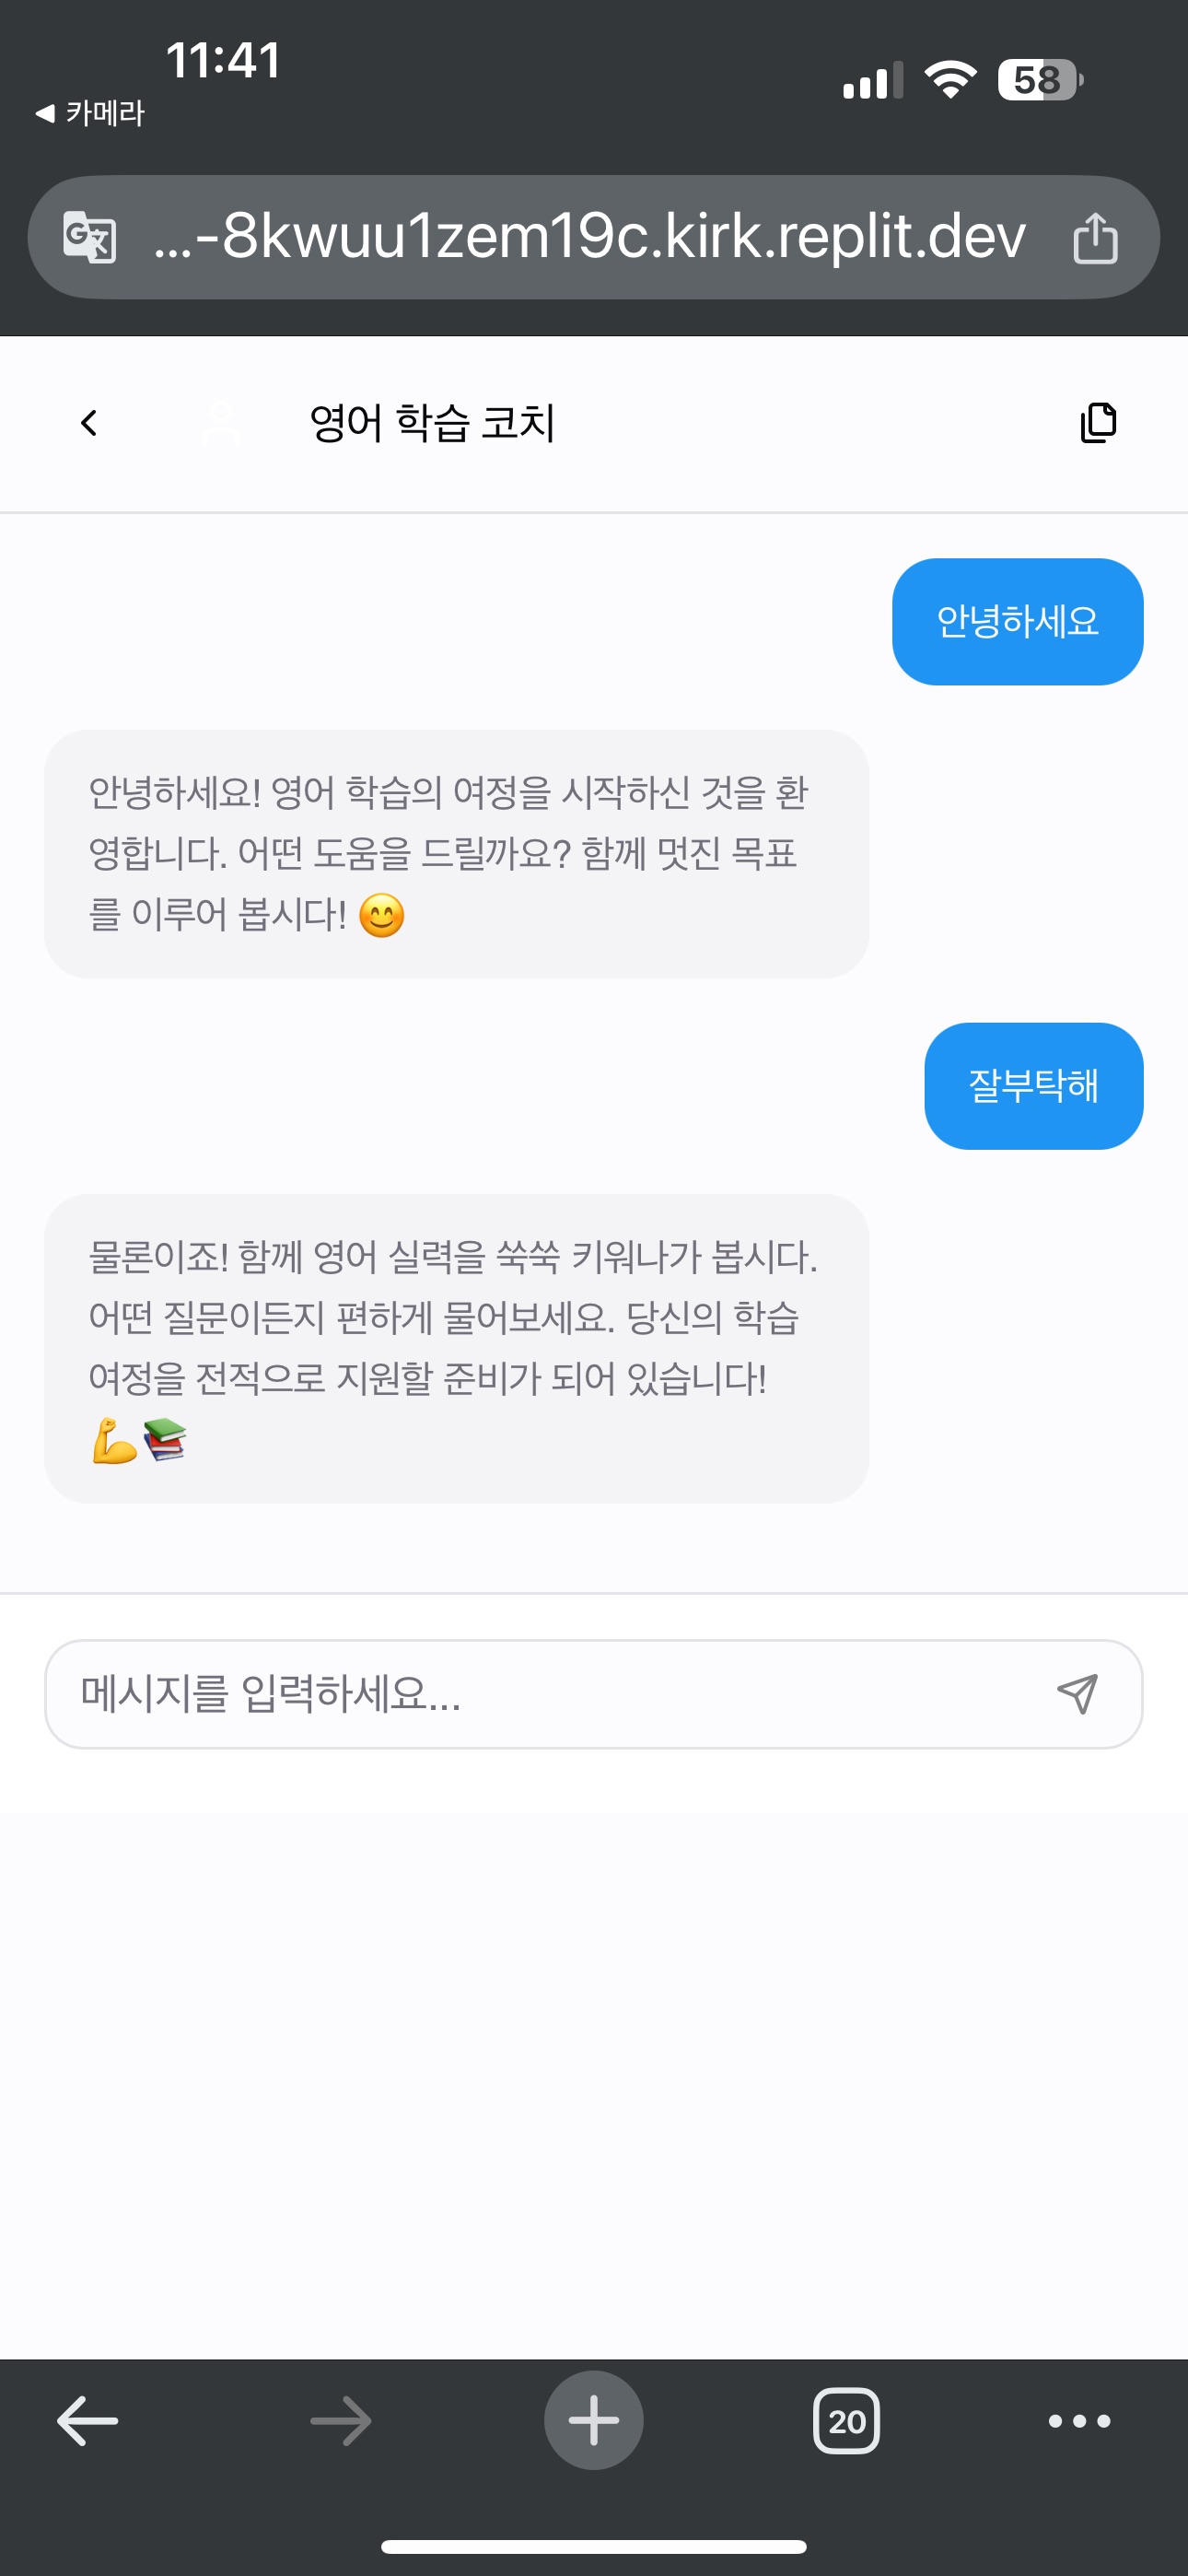 11:41
58
◀ 카메라
...-8kwuu1zem19c.kirk.replit.dev
영어 학습 코치
안녕하세요
안녕하세요! 영어 학습의 여정을 시작하신 것을 환
영합니다. 어떤 도움을 드릴까요? 함께 멋진 목표
를 이루어 봅시다! 😊
잘부탁해
물론이죠! 함께 영어 실력을 쑥쑥 키워나가 봅시다.
어떤 질문이든지 편하게 물어보세요. 당신의 학습
여정을 전적으로 지원할 준비가 되어 있습니다!
💪📚
메시지를 입력하세요...
20